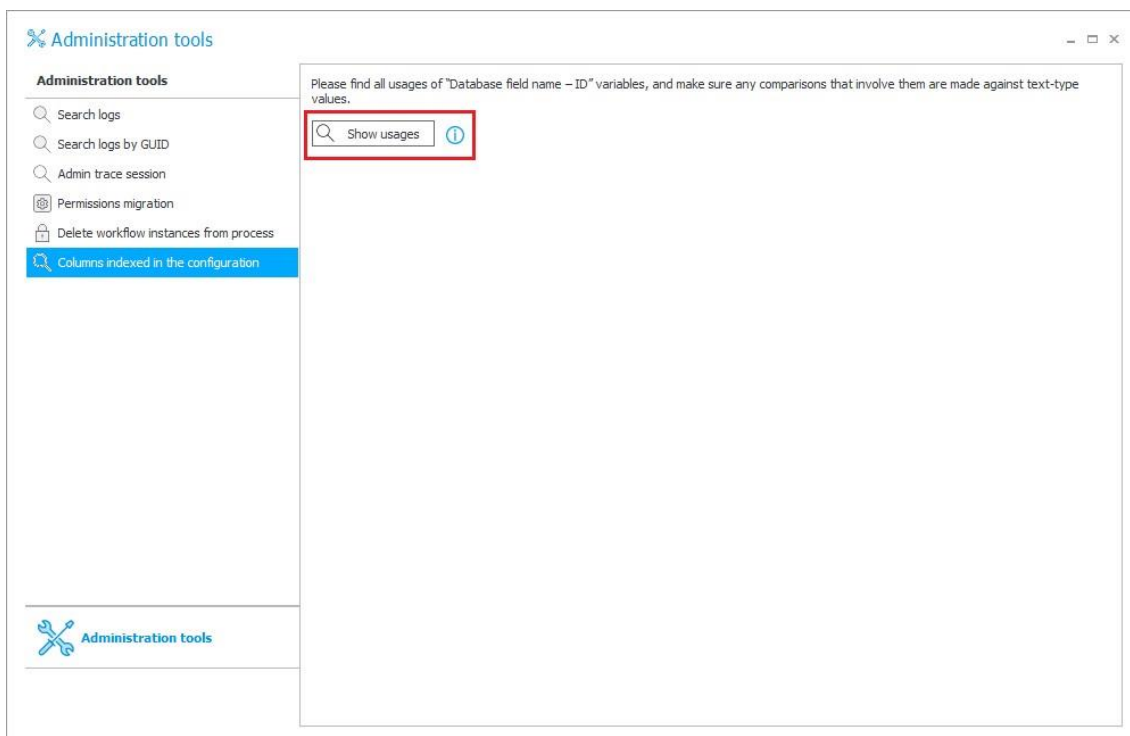 Administration tools
Administration tools
Search logs
Search logs by GUID
Admin trace session
Permissions migration
Delete workflow instances from process
Columns indexed in the configuration
Administration tools
Please find all usages of “Database field name – ID” variables, and make sure any comparisons that involve them are made against text-type
values.
Show usages